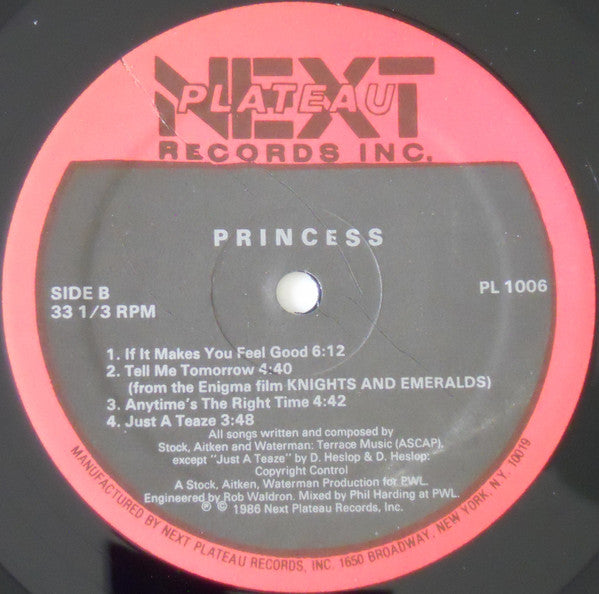 NEXT
PLATEAU
RECORDS INC.
PRINCESS
SIDE B
33 1/3 RPM
PL 1006
1. If It Makes You Feel Good 6:12
2. Tell Me Tomorrow 4:40
(from the Enigma film KNIGHTS AND EMERALDS)
3. Anytime's The Right Time 4:42
4. Just A Teaze 3:48
All songs written and composed by
Stock, Aitken and Waterman: Terrace Music (ASCAP),
except "Just A Teaze" by D. Heslop & D. Heslop:
Copyright Control
A Stock, Aitken, Waterman Production for PWL.
Engineered by Rob Waldron. Mixed by Phil Harding at PWL.
℗ © 1986 Next Plateau Records, Inc.
MANUFACTURED BY NEXT PLATEAU RECORDS, INC. 1650 BROADWAY, NEW YORK, N.Y. 10019